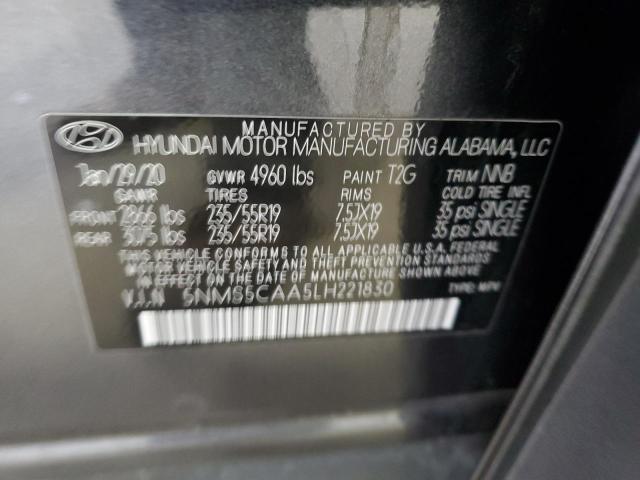 MANUFACTURED BY
HYUNDAI MOTOR MANUFACTURING ALABAMA, LLC
Jan/29/20 GVWR 4960 lbs PAINT T2G TRIM NNB
GAWR TIRES RIMS COLD TIRE INFL
FRONT 2866 lbs 235/55R19 7.5JX19 35 psi SINGLE
REAR 3075 lbs 235/55R19 7.5JX19 35 psi SINGLE
THIS VEHICLE CONFORMS TO ALL APPLICABLE U.S.A. FEDERAL
MOTOR VEHICLE SAFETY AND THEFT PREVENTION STANDARDS
IN EFFECT ON THE DATE OF MANUFACTURE SHOWN ABOVE.
V.I.N 5NMS5CAA5LH221830 TYPE: MPV